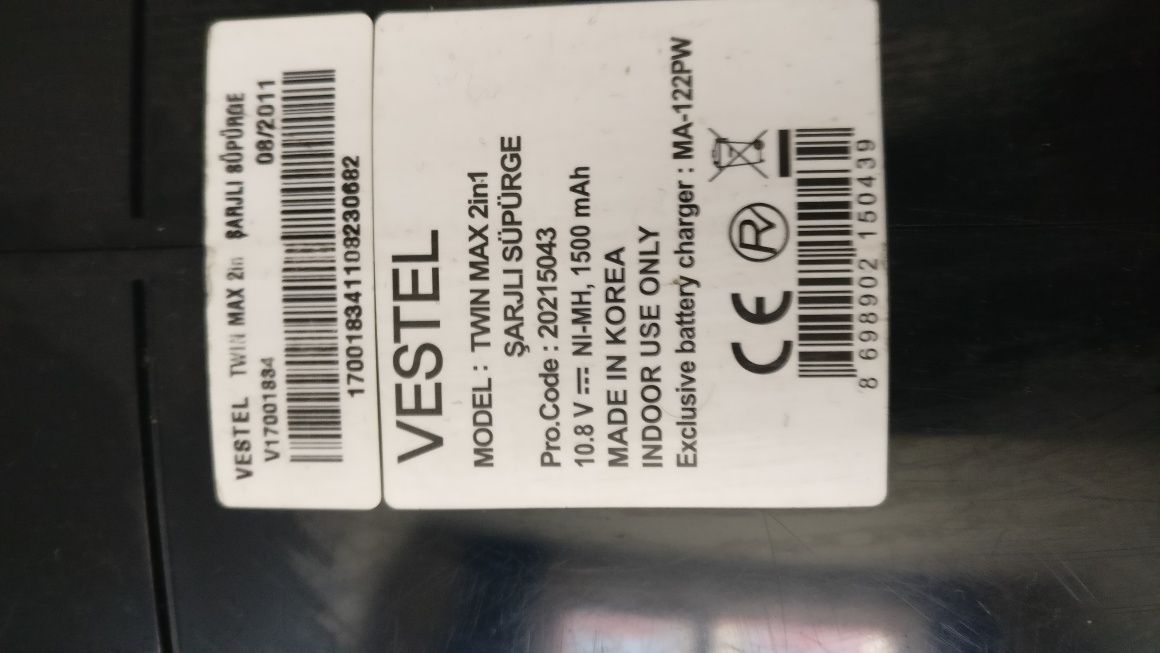 VESTEL TWIN MAX 2in ŞARJLI SÜPÜRGE
V17001834 08/2011
170018341108230682
VESTEL
MODEL : TWIN MAX 2in1
ŞARJLI SÜPÜRGE
Pro.Code : 20215043
10.8 V NI-MH, 1500 mAh
MADE IN KOREA
INDOOR USE ONLY
Exclusive battery charger : MA-122PW
CE RV
8 698902 150439